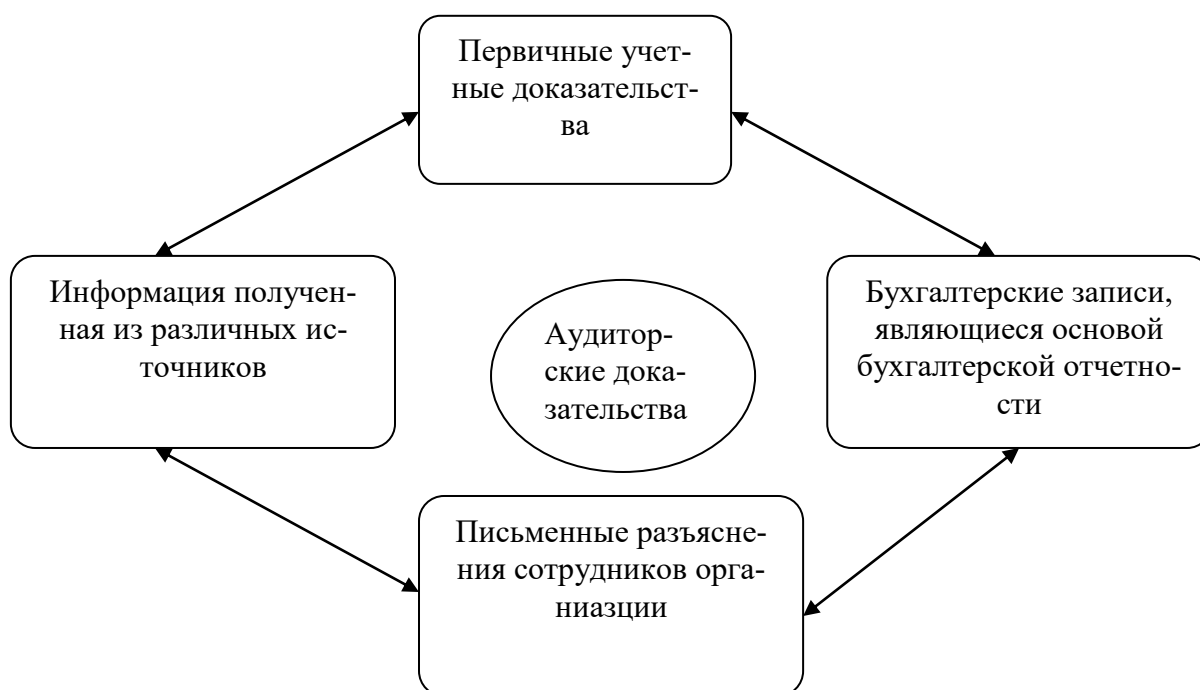 Первичные учет-
ные доказательст-
ва
Информация получен-
ная из различных ис-
точников
Аудитор-
ские дока-
зательства
Бухгалтерские записи,
являющиеся основой
бухгалтерской отчетно-
сти
Письменные разъясне-
ния сотрудников орга-
ниазции